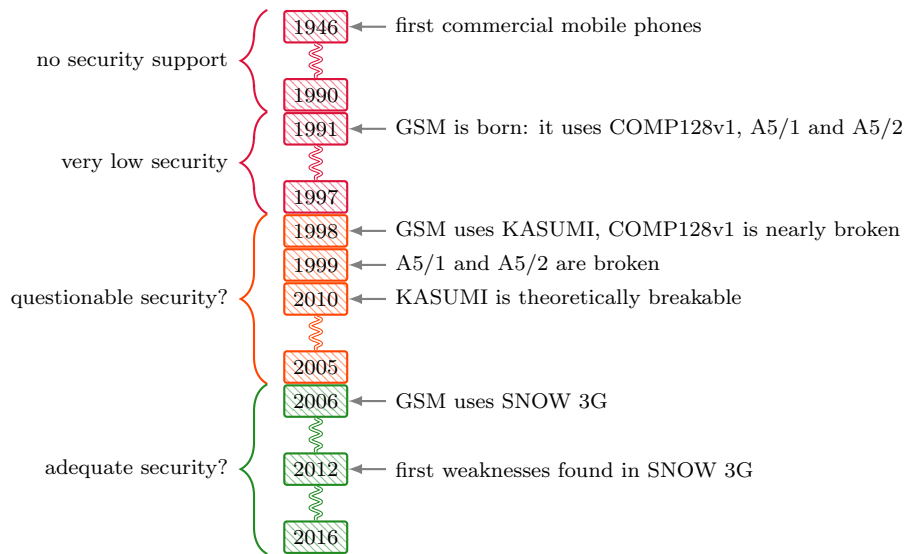 1946 first commercial mobile phones
no security support
1990
1991 GSM is born: it uses COMP128v1, A5/1 and A5/2
very low security
1997
1998 GSM uses KASUMI, COMP128v1 is nearly broken
1999 A5/1 and A5/2 are broken
questionable security? 2010 KASUMI is theoretically breakable
2005
2006 GSM uses SNOW 3G
adequate security? 2012 first weaknesses found in SNOW 3G
2016